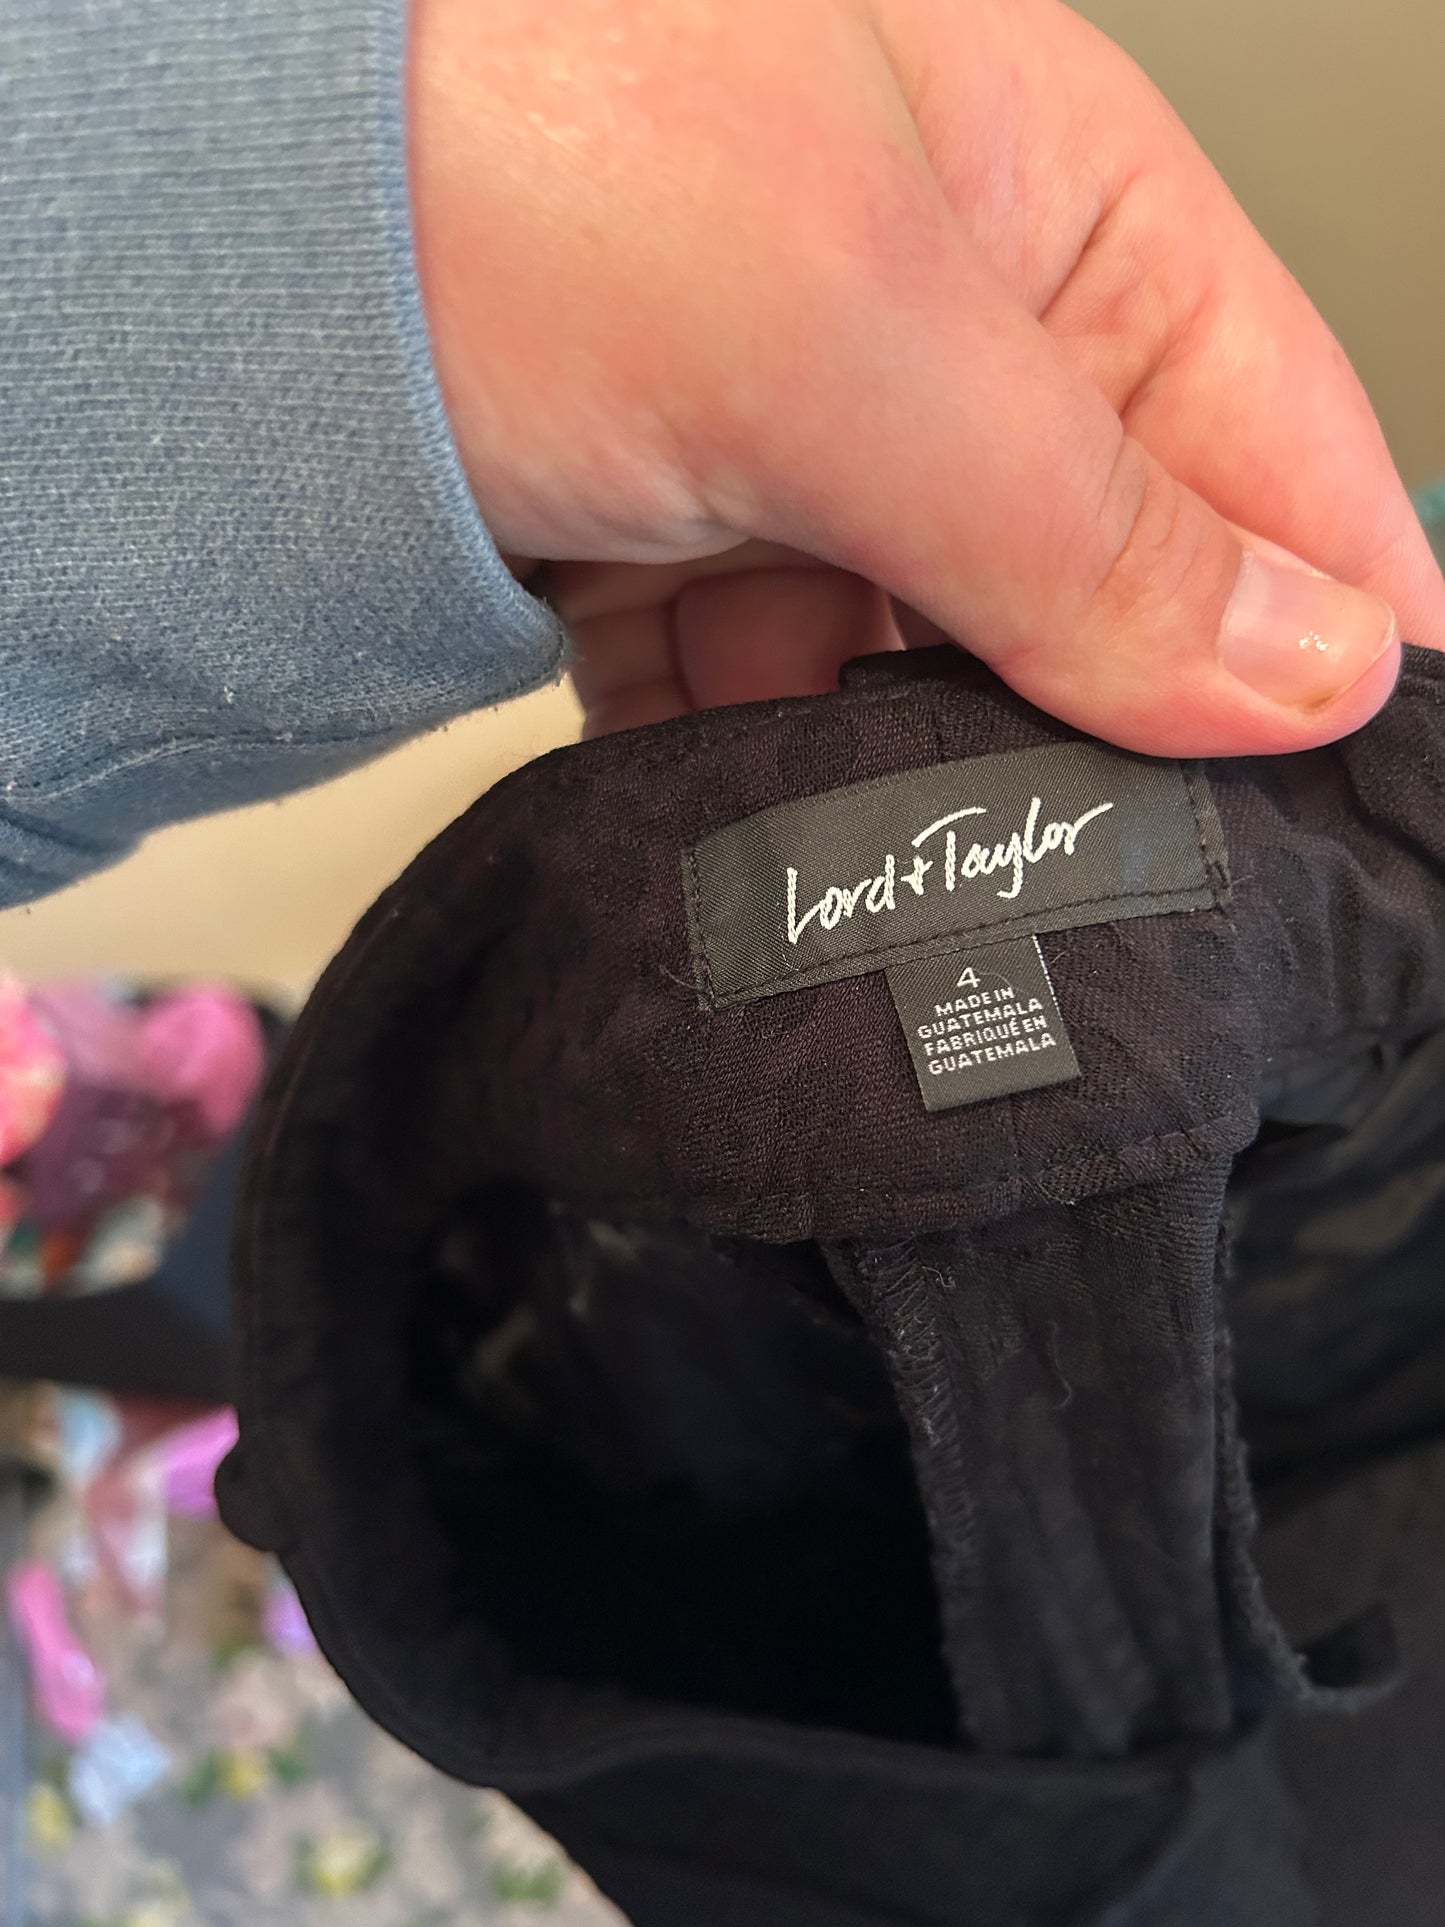 Lord + Taylor
4
MADE IN
GUATEMALA
FABRIQUÉ EN
GUATEMALA